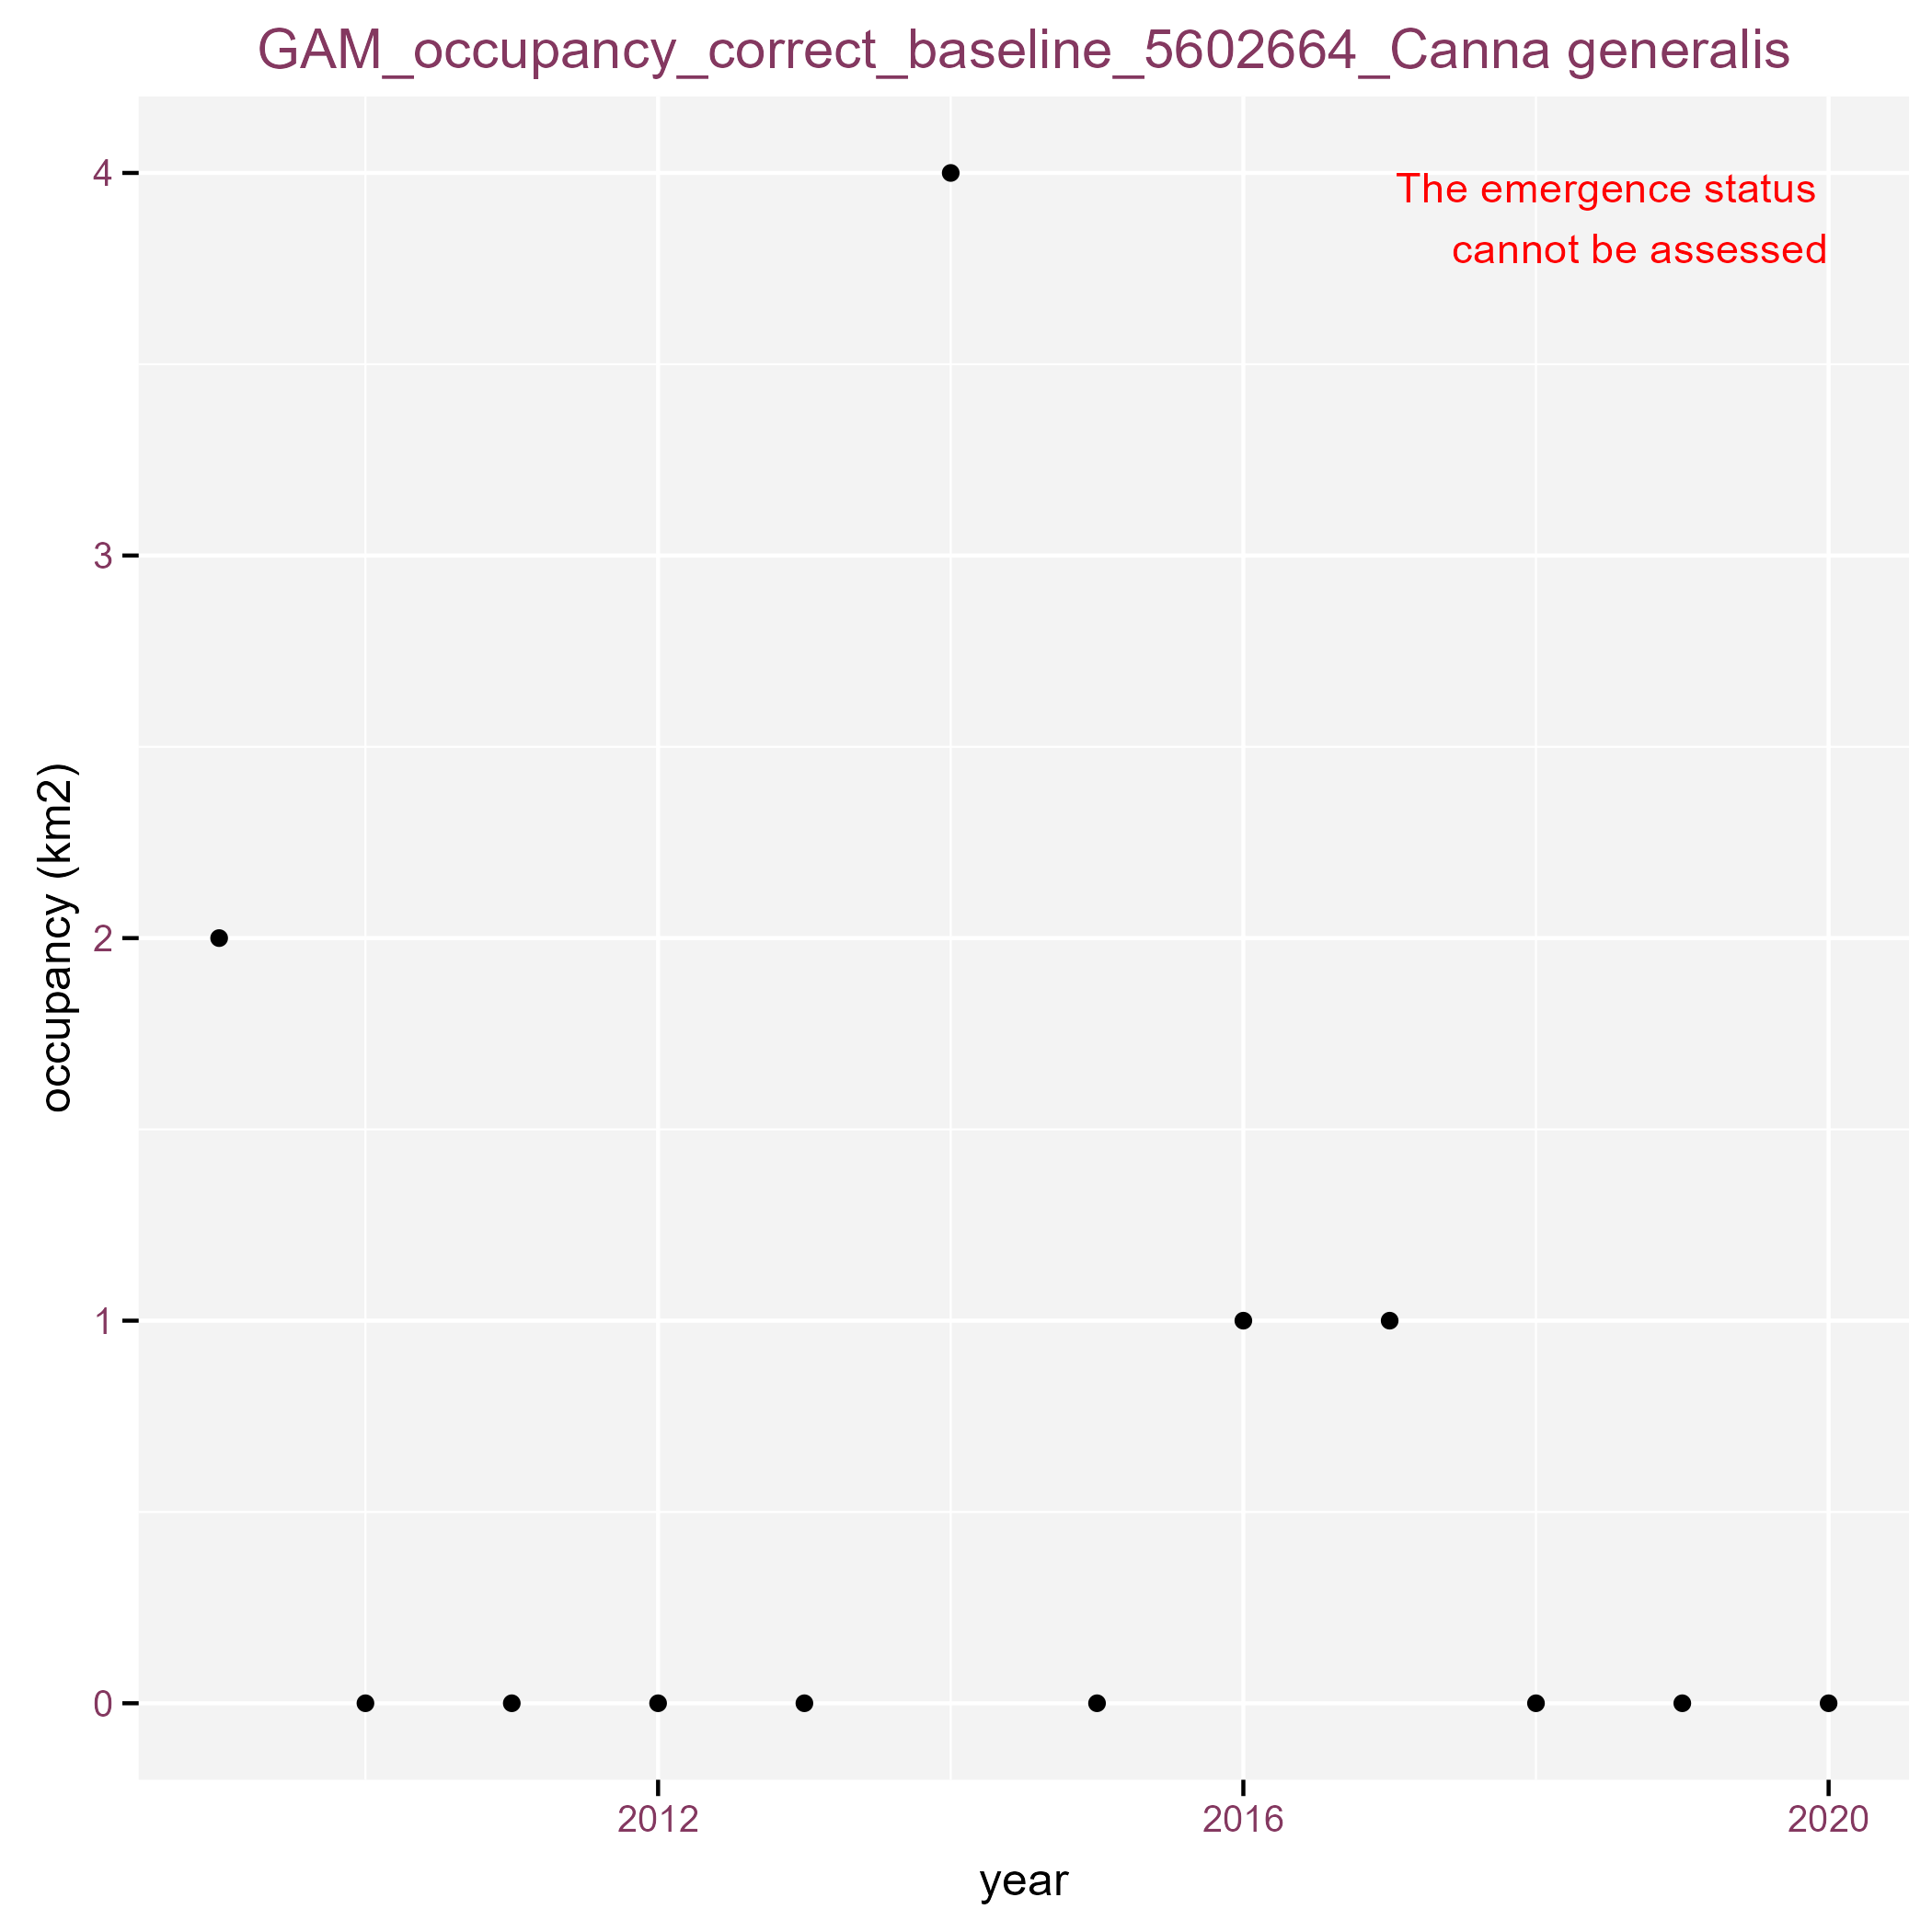 GAM_occupancy_correct_baseline_5602664_Canna generalis
The emergence status
cannot be assessed
4
3
2
1
0
occupancy (km2)
2012
2016
2020
year